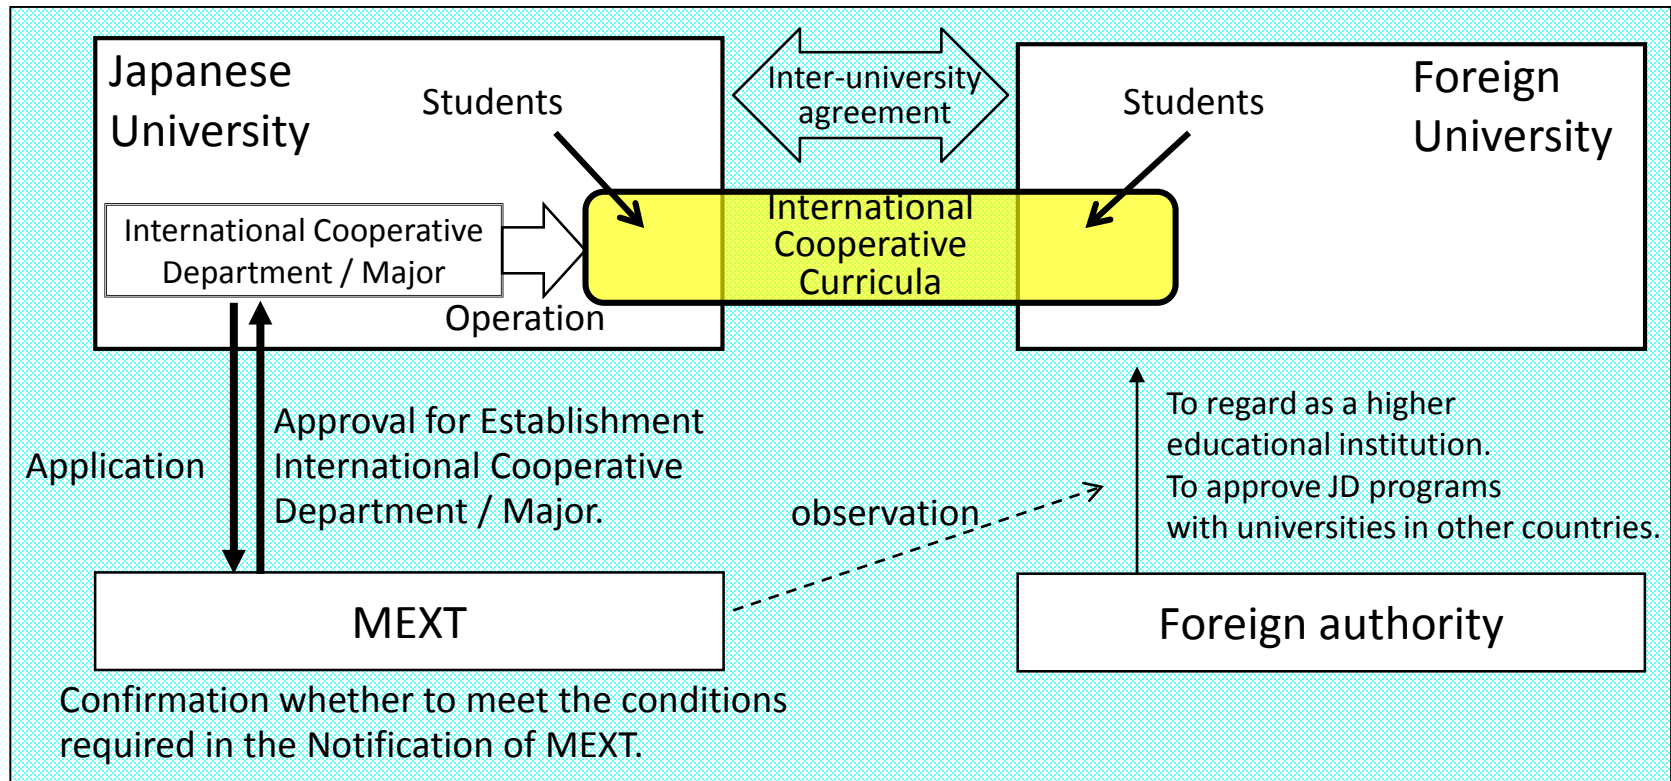 Japanese
University
Students
Inter-university
agreement
Students
Foreign
University
International Cooperative
Department / Major
Operation
International
Cooperative
Curricula
Application
Approval for Establishment
International Cooperative
Department / Major.
observation
To regard as a higher
educational institution.
To approve JD programs
with universities in other countries.
MEXT
Foreign authority
Confirmation whether to meet the conditions
required in the Notification of MEXT.